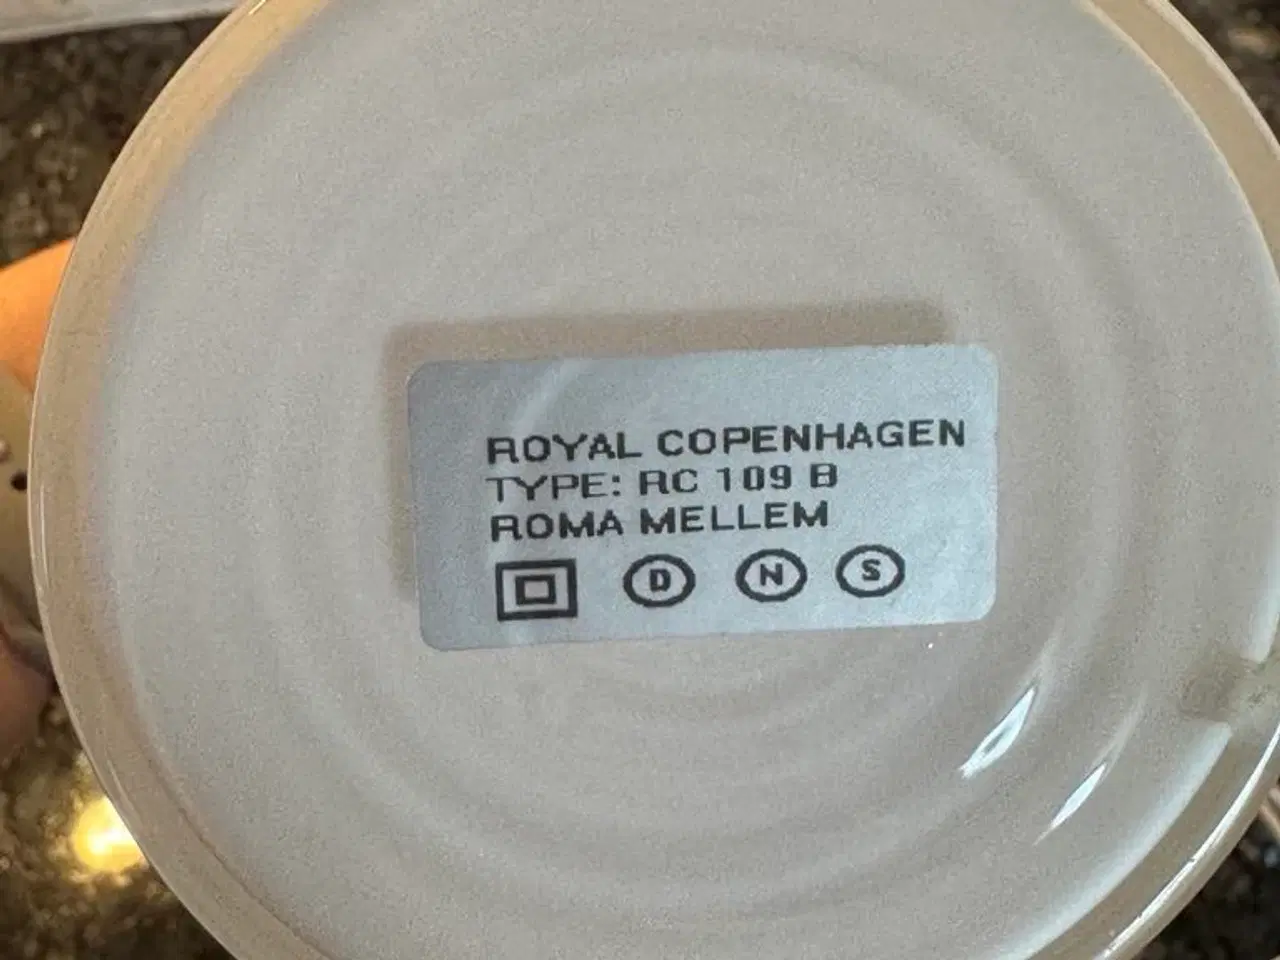 ROYAL COPENHAGEN
TYPE: RC 109 B
ROMA MELLEM
D N S